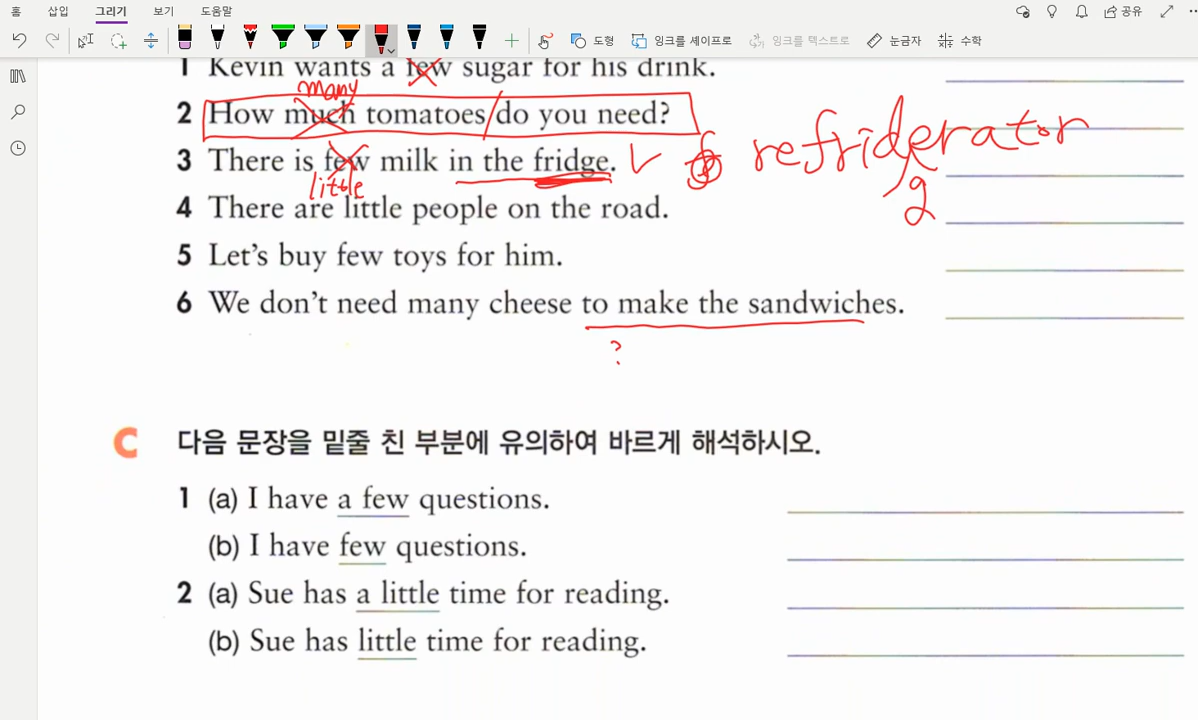 홈 삽입 그리기 보기 도움말 공유
도형 잉크를 셰이프로 잉크를 텍스트로 눈금자 수학
1 Kevin wants a few sugar for his drink.
many
2 How much tomatoes/do you need?
refriderator
3 There is few milk in the fridge.
g
little
4 There are little people on the road.
5 Let's buy few toys for him.
6 We don't need many cheese to make the sandwiches.
?
C 다음 문장을 밑줄 친 부분에 유의하여 바르게 해석하시오.
1 (a) I have a few questions.
(b) I have few questions.
2 (a) Sue has a little time for reading.
(b) Sue has little time for reading.